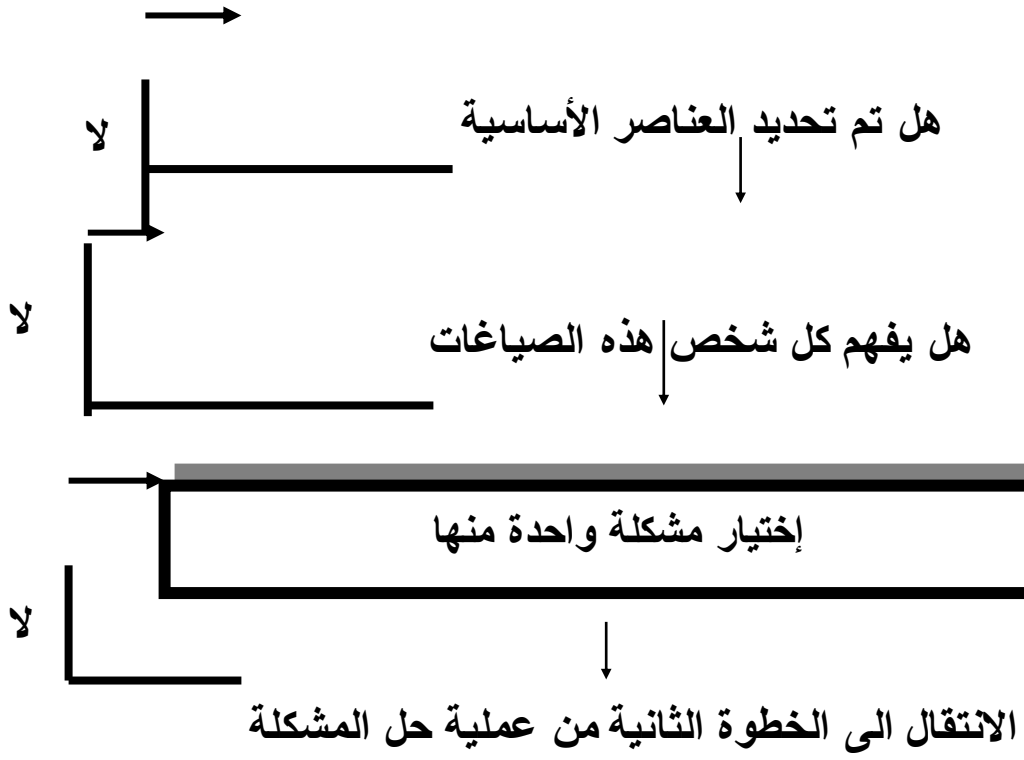 هل تم تحديد العناصر الأساسية
لا
هل يفهم كل شخص هذه الصياغات
لا
إختيار مشكلة واحدة منها
لا
الانتقال الى الخطوة الثانية من عملية حل المشكلة